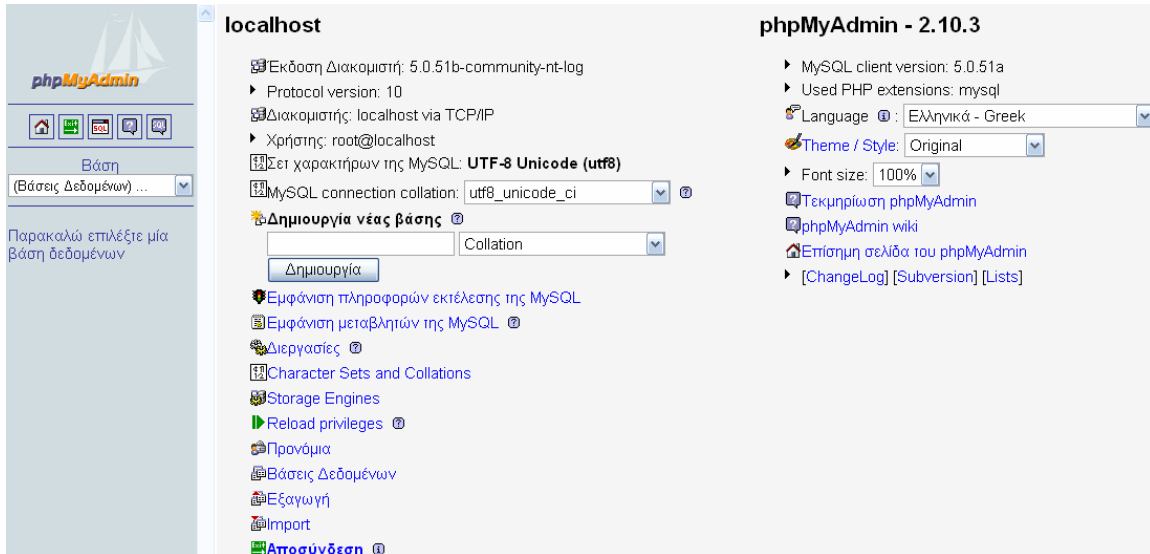 phpMyAdmin
Βάση
(Βάσεις Δεδομένων) ...
Παρακαλώ επιλέξτε μία
βάση δεδομένων
localhost
Έκδοση Διακομιστή: 5.0.51b-community-nt-log
Protocol version: 10
Διακομιστής: localhost via TCP/IP
Χρήστης: root@localhost
Σετ χαρακτήρων της MySQL: UTF-8 Unicode (utf8)
MySQL connection collation: utf8_unicode_ci
Δημιουργία νέας βάσης
Collation
Δημιουργία
Εμφάνιση πληροφορών εκτέλεσης της MySQL
Εμφάνιση μεταβλητών της MySQL
Διεργασίες
Character Sets and Collations
Storage Engines
Reload privileges
Προνόμια
Βάσεις Δεδομένων
Εξαγωγή
Import
Αποσύνδεση
phpMyAdmin - 2.10.3
MySQL client version: 5.0.51a
Used PHP extensions: mysql
Language : Ελληνικά - Greek
Theme / Style: Original
Font size: 100%
Τεκμηρίωση phpMyAdmin
phpMyAdmin wiki
Επίσημη σελίδα του phpMyAdmin
[ChangeLog] [Subversion] [Lists]